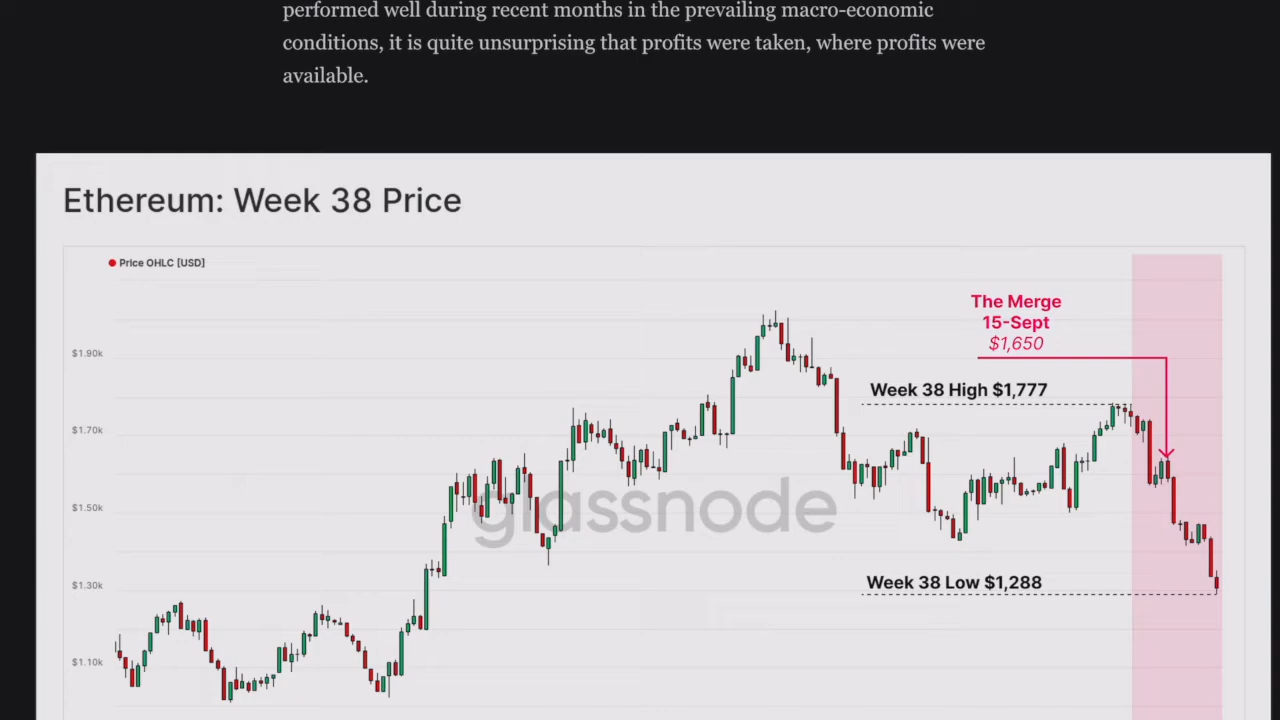 performed well during recent months in the prevailing macro-economic
conditions, it is quite unsurprising that profits were taken, where profits were
available.
Ethereum: Week 38 Price
Price OHLC [USD]
The Merge
15-Sept
$1,650
$1.90k
Week 38 High $1,777
$1.70k
glassnode
$1.50k
Week 38 Low $1,288
$1.30k
$1.10k